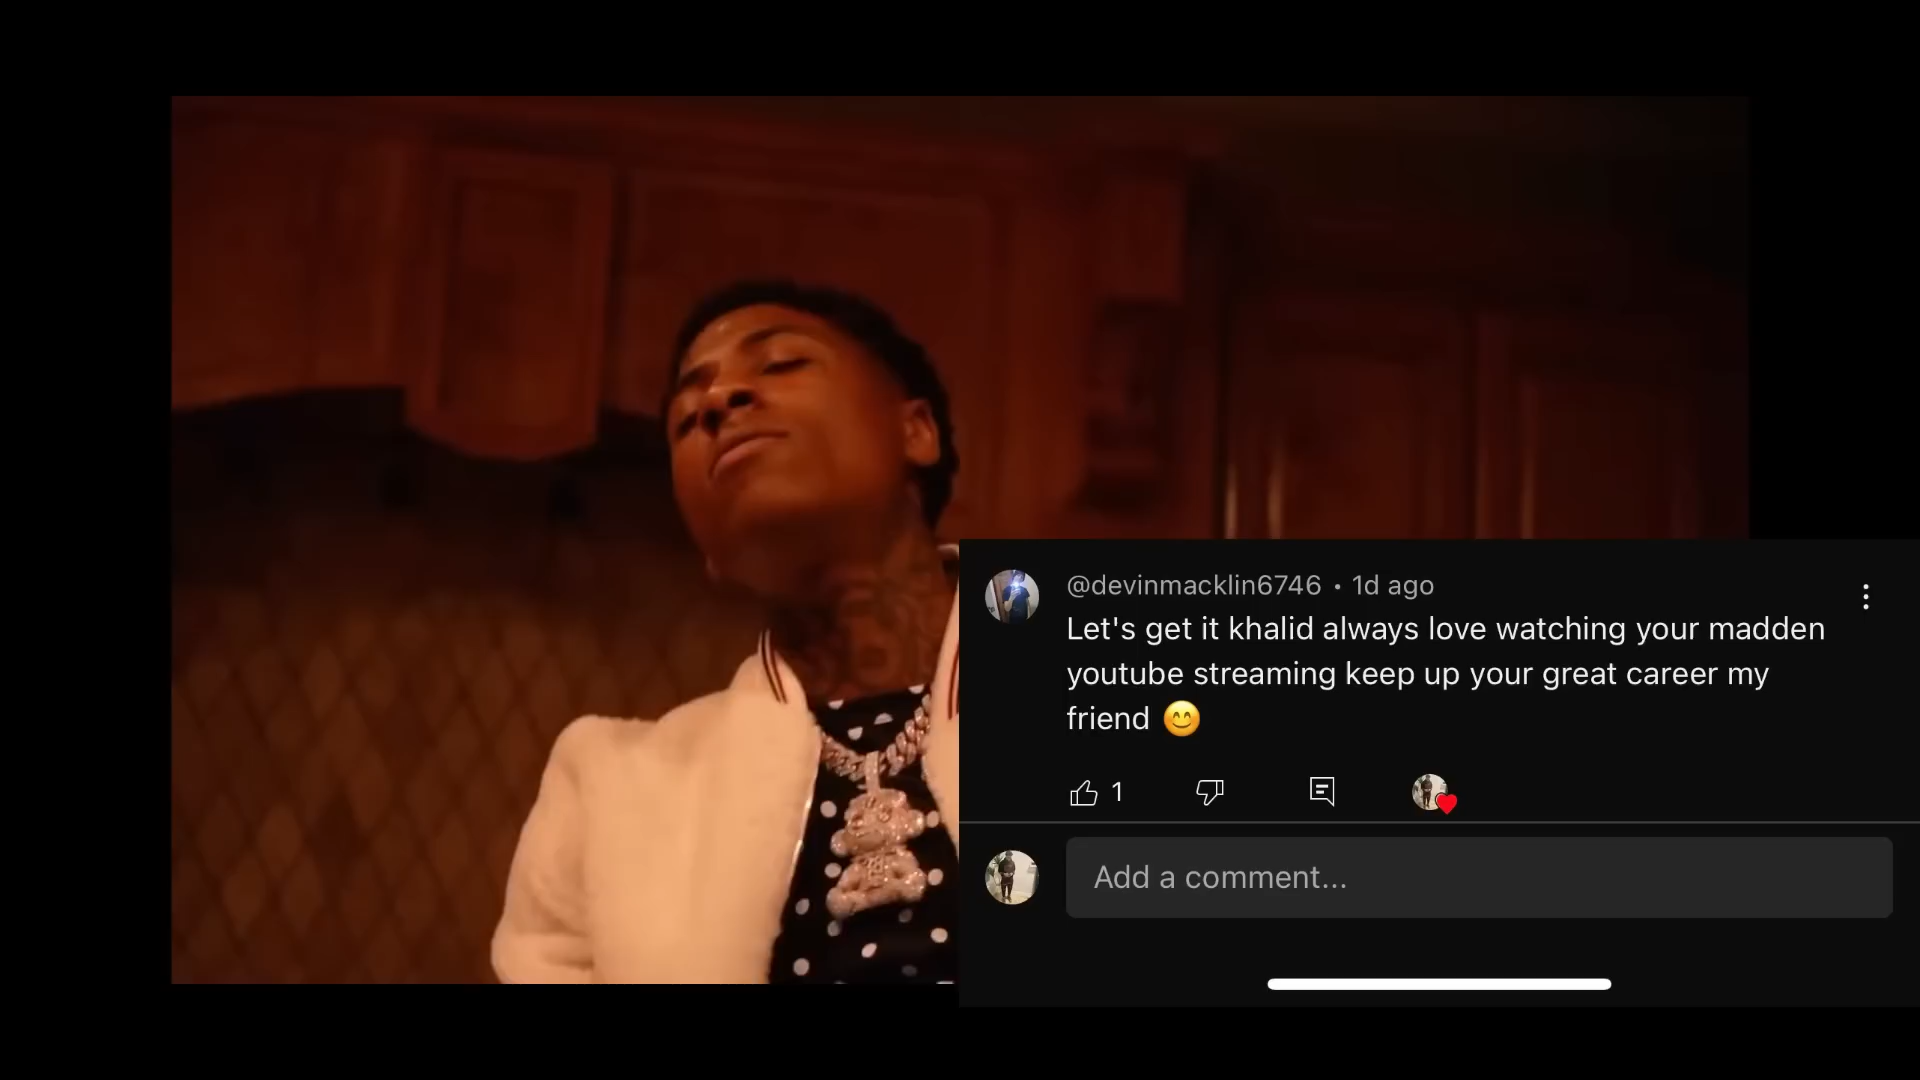 @devinmacklin6746 • 1d ago
Let's get it khalid always love watching your madden
youtube streaming keep up your great career my
friend 😊
1
Add a comment...